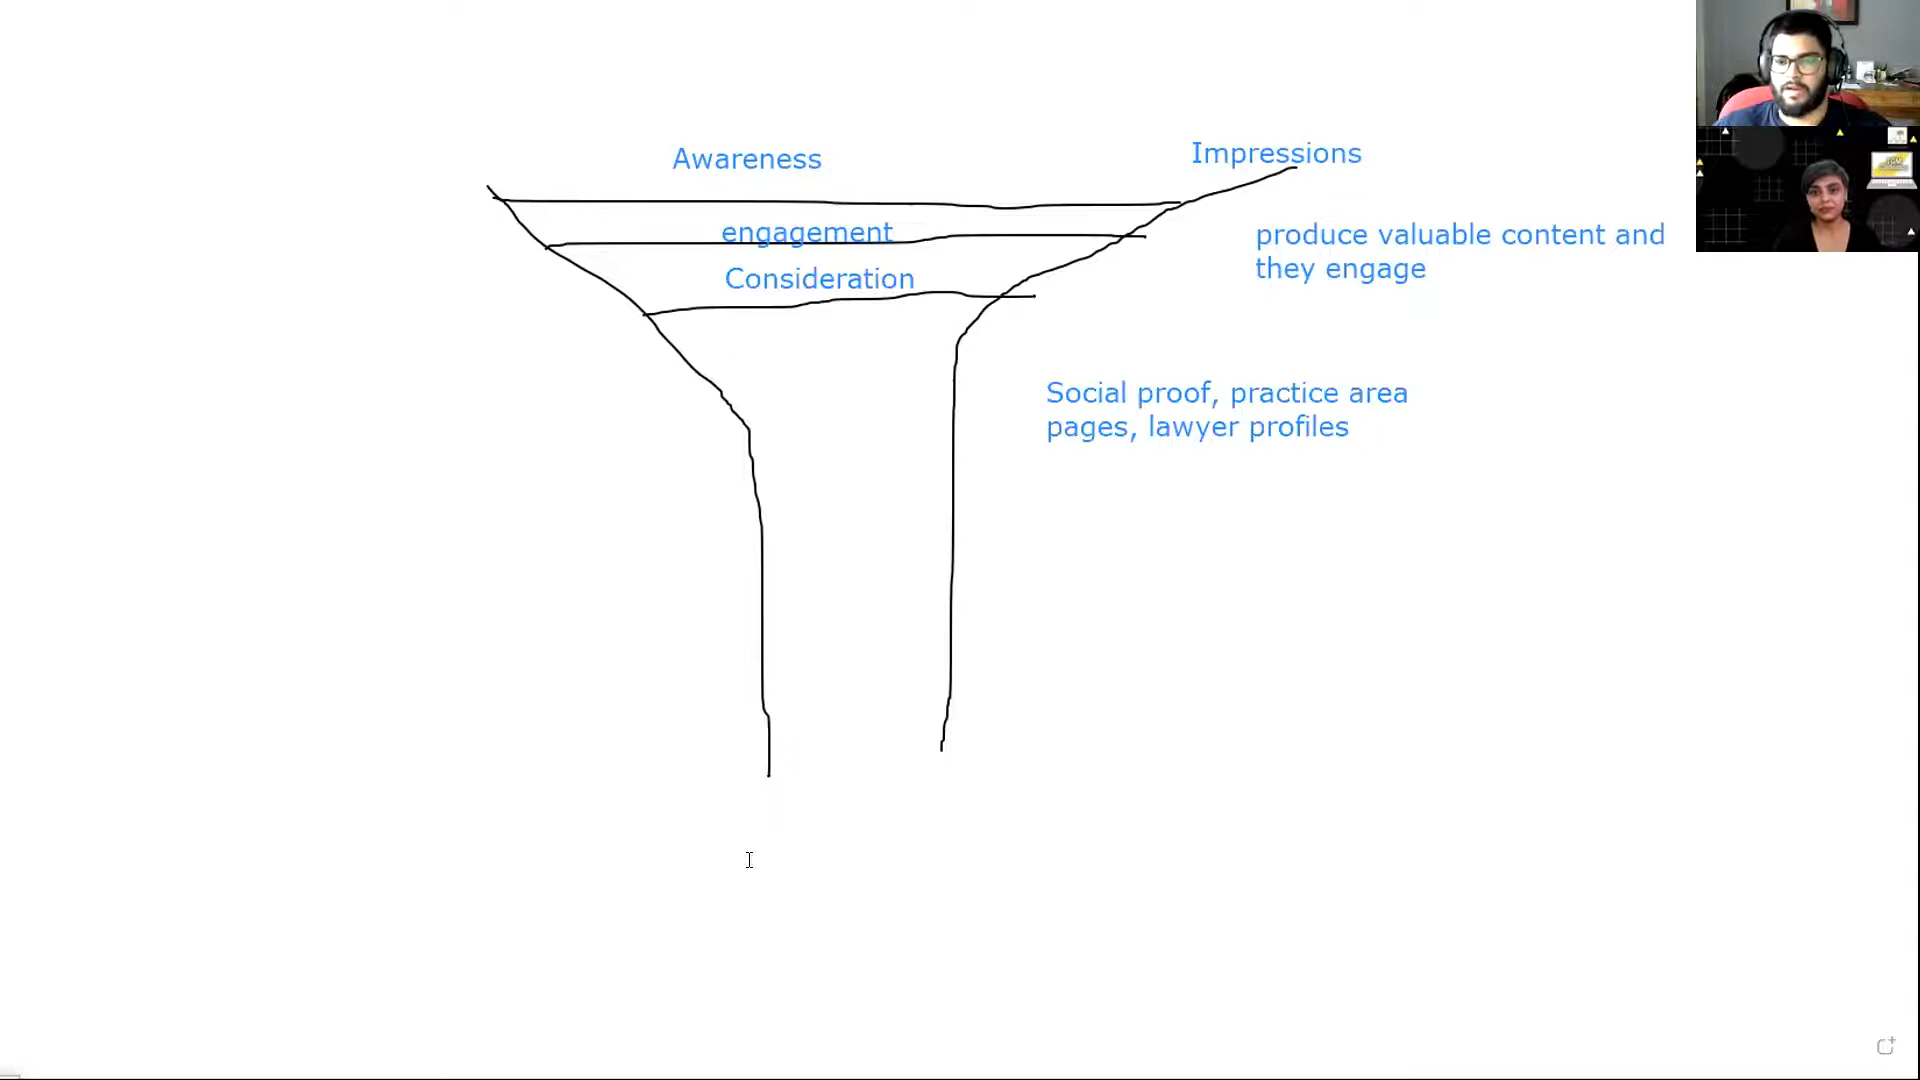 Awareness
Impressions
engagement
produce valuable content and
they engage
Consideration
Social proof, practice area
pages, lawyer profiles